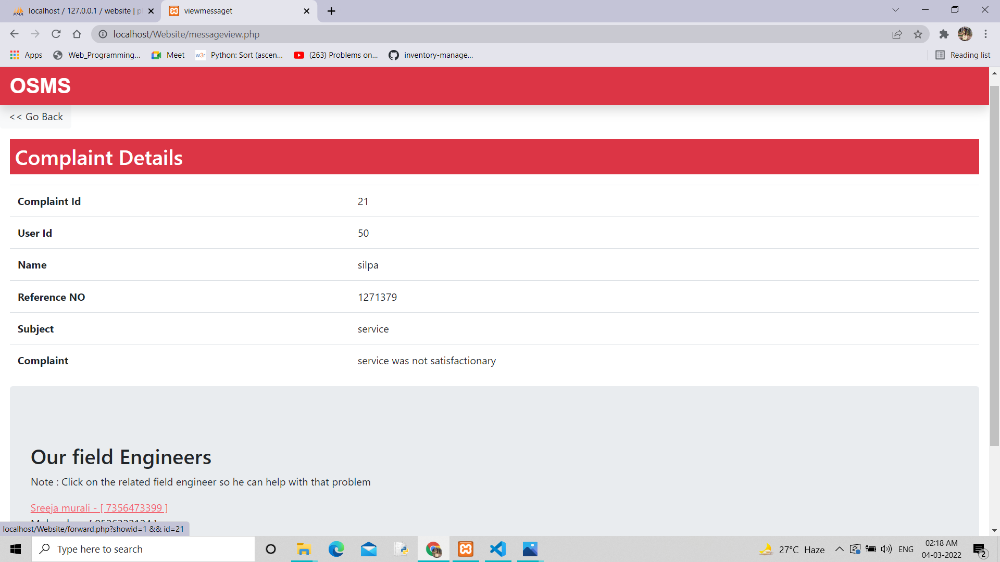 localhost / 127.0.0.1 / website | p
viewmessaget
localhost/Website/messageview.php
Apps
Web_Programming...
Meet
w3r
Python: Sort (ascen...
(263) Problems on...
inventory-manage...
Reading list
OSMS
<< Go Back
Complaint Details
Complaint Id 21
User Id 50
Name silpa
Reference NO 1271379
Subject service
Complaint service was not satisfactionary
Our field Engineers
Note : Click on the related field engineer so he can help with that problem
Sreeja murali - [ 7356473399 ]
localhost/Website/forward.php?showid=1 && id=21
Type here to search
27°C Haze
ENG
02:18 AM
04-03-2022
2